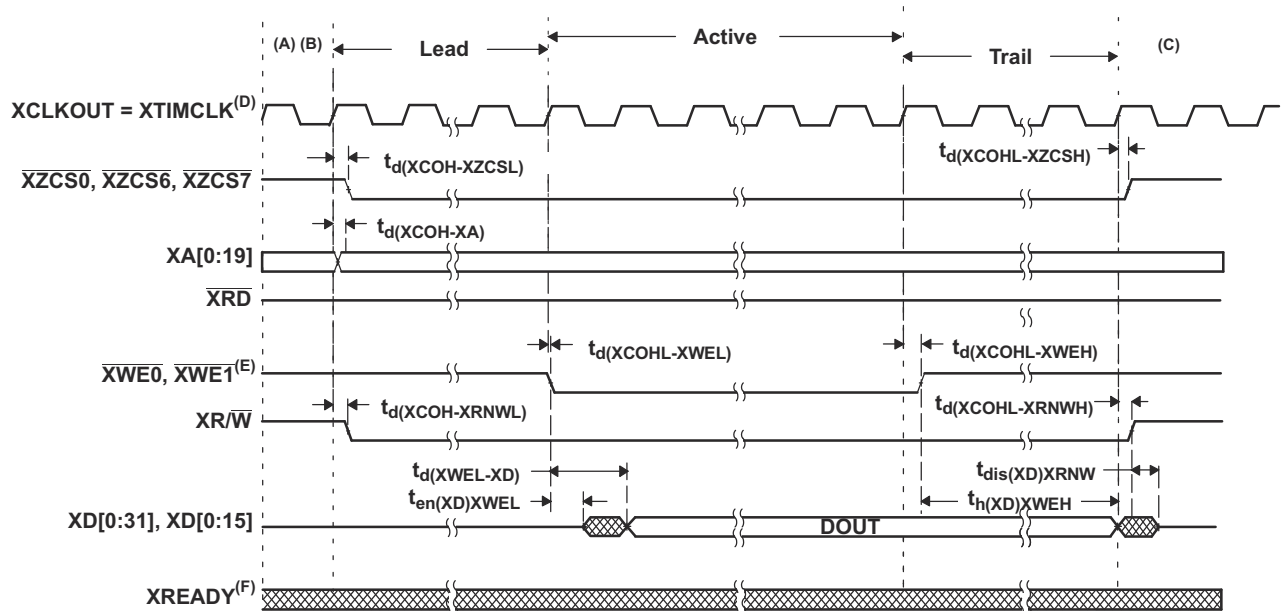 (A) (B)
Lead
Active
Trail
(C)
XCLKOUT = XTIMCLK(D)
td(XCOH-XZCSL)
td(XCOHL-XZCSH)
XZCS0, XZCS6, XZCS7
td(XCOH-XA)
XA[0:19]
XRD
td(XCOHL-XWEL)
td(XCOHL-XWEH)
XWE0, XWE1(E)
td(XCOH-XRNWL)
td(XCOHL-XRNWH)
XR/W
td(XWEL-XD)
tdis(XD)XRNW
ten(XD)XWEL
th(XD)XWEH
XD[0:31], XD[0:15]
DOUT
XREADY(F)